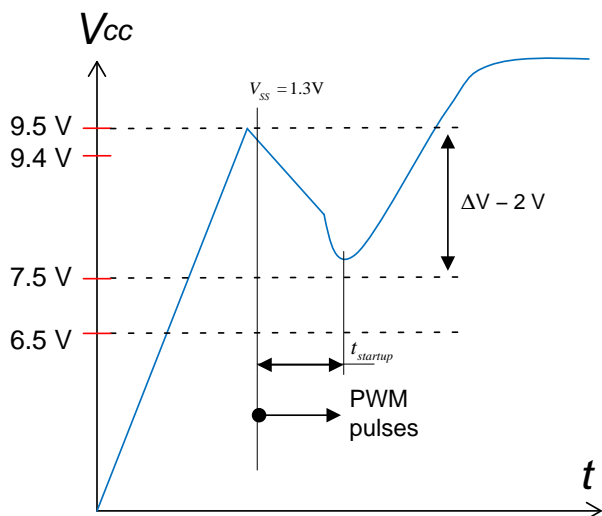 Vcc
V_SS = 1.3V
9.5 V
9.4 V
ΔV – 2 V
7.5 V
6.5 V
t_startup
PWM
pulses
t